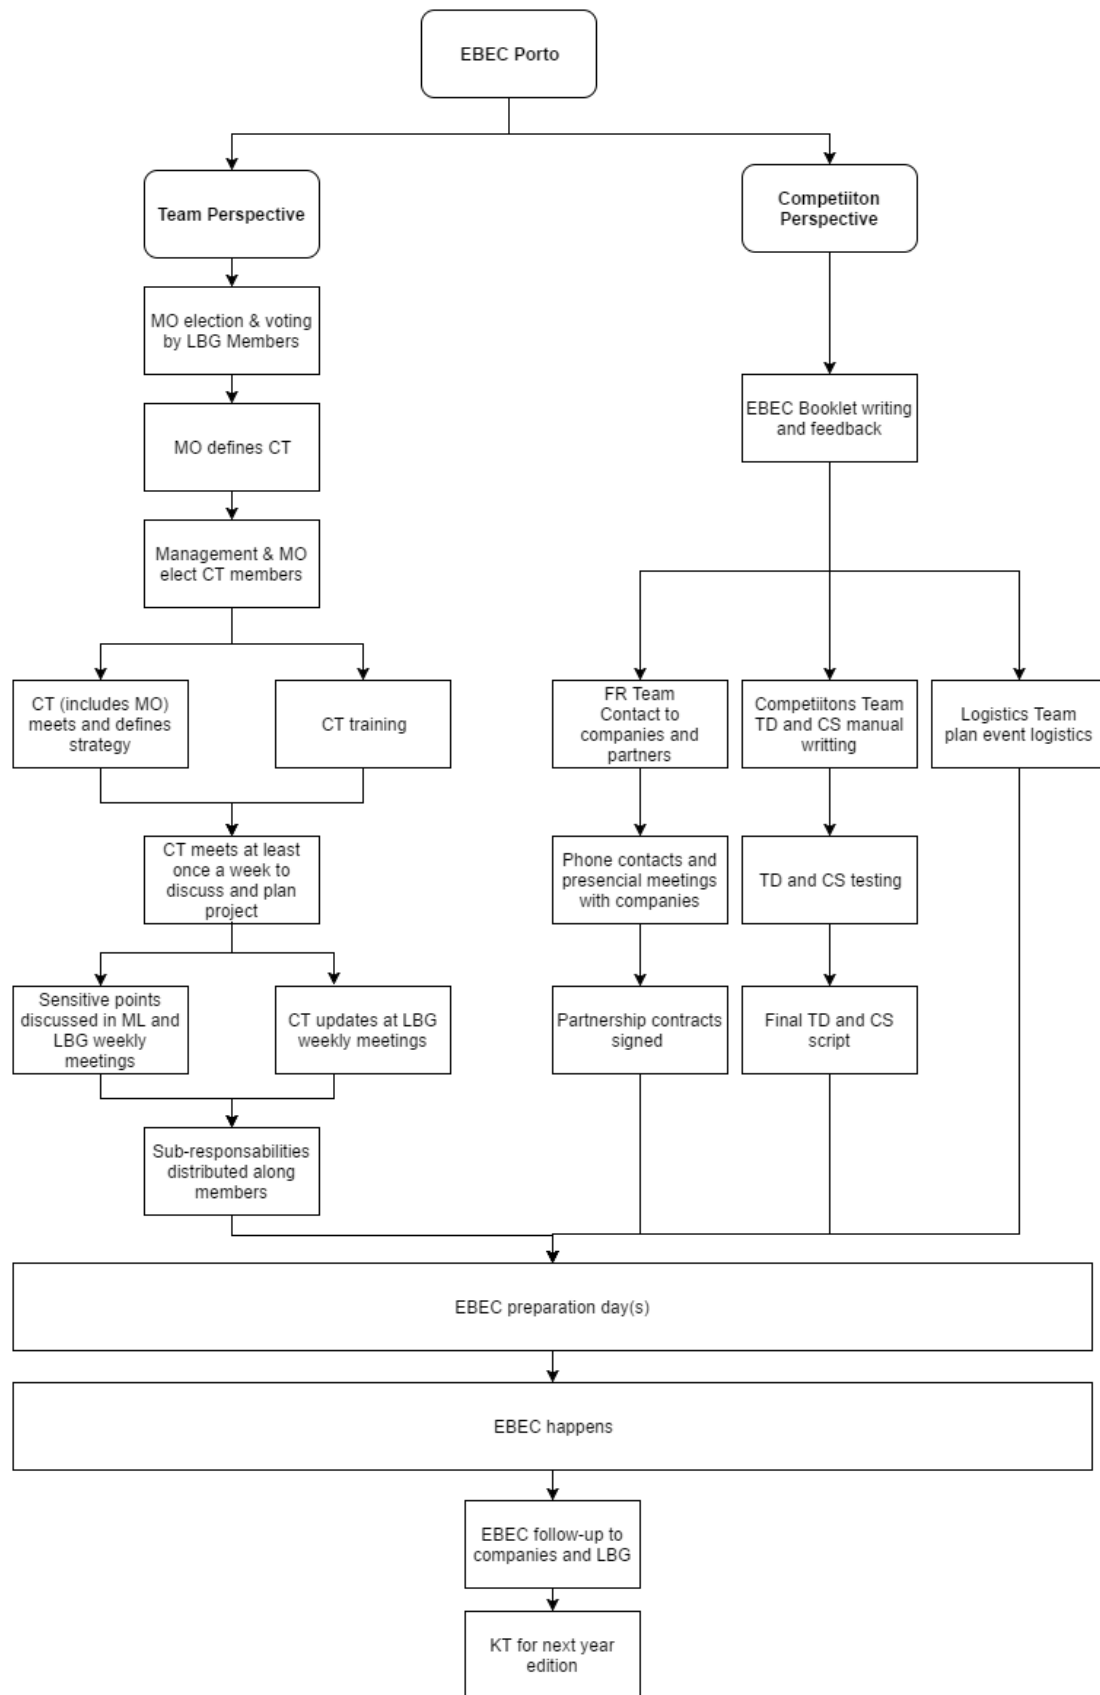 EBEC Porto
Team Perspective
Competiiton
Perspective
MO election & voting
by LBG Members
MO defines CT
Management & MO
elect CT members
EBEC Booklet writing
and feedback
CT (includes MO)
meets and defines
strategy
CT training
FR Team
Contact to
companies and
partners
Competiitons Team
TD and CS manual
writting
Logistics Team
plan event logistics
CT meets at least
once a week to
discuss and plan
project
Phone contacts and
presencial meetings
with companies
TD and CS testing
Sensitive points
discussed in ML and
LBG weekly
meetings
CT updates at LBG
weekly meetings
Partnership contracts
signed
Final TD and CS
script
Sub-responsabilities
distributed along
members
EBEC preparation day(s)
EBEC happens
EBEC follow-up to
companies and LBG
KT for next year
edition